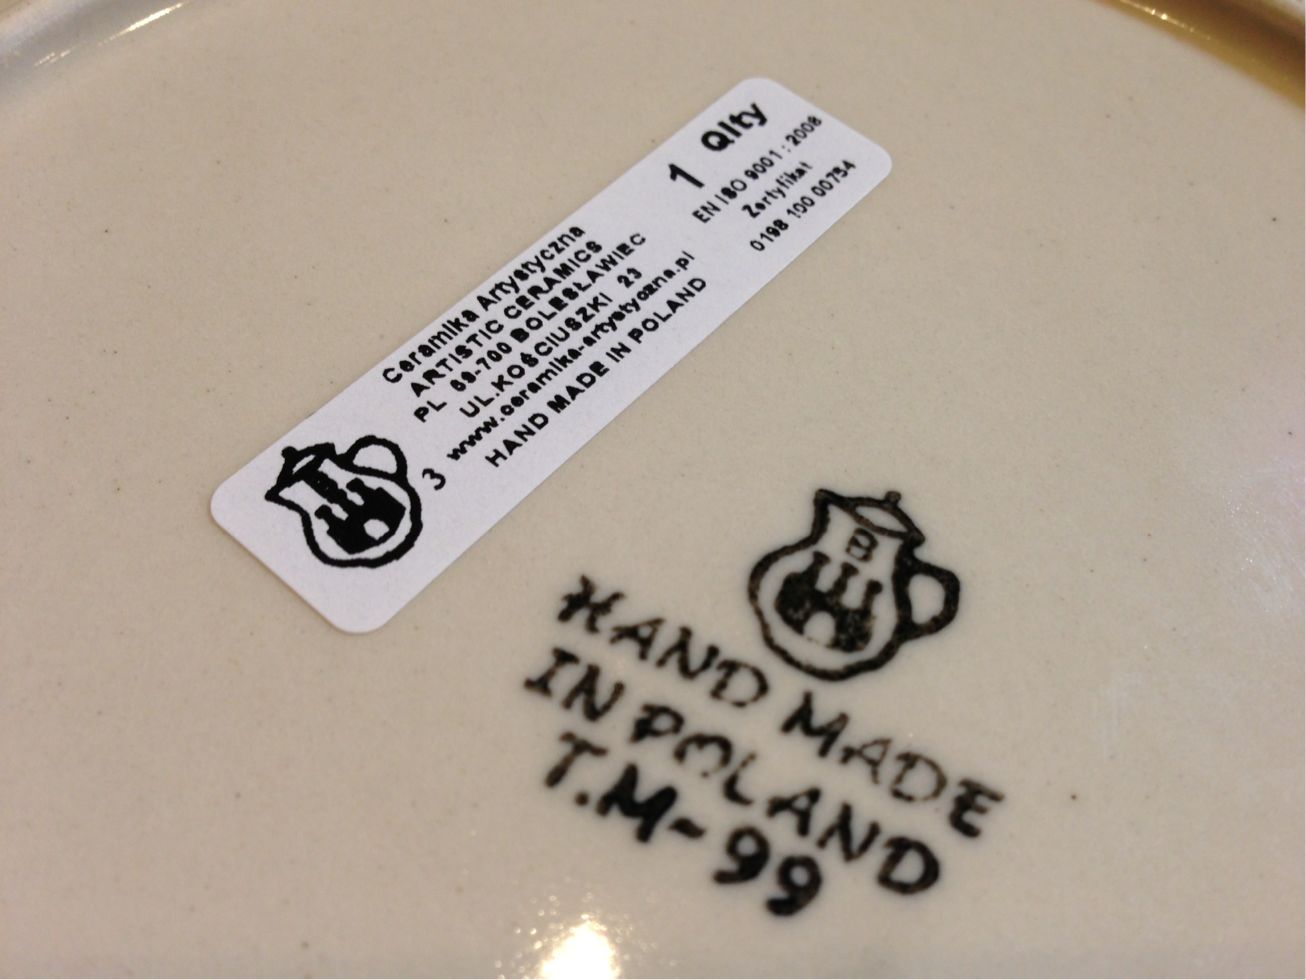 Ceramika Artystyczna
ARTISTIC CERAMICS
PL 59-700 BOLESŁAWIEC
UL.KOŚCIUSZKI 23
www.ceramika-artystyczna.pl
HAND MADE IN POLAND
3
1 Qlty
EN ISO 9001:2008
Zertyfikat
0198 100 00754
B
HAND MADE
IN POLAND
T.M-99